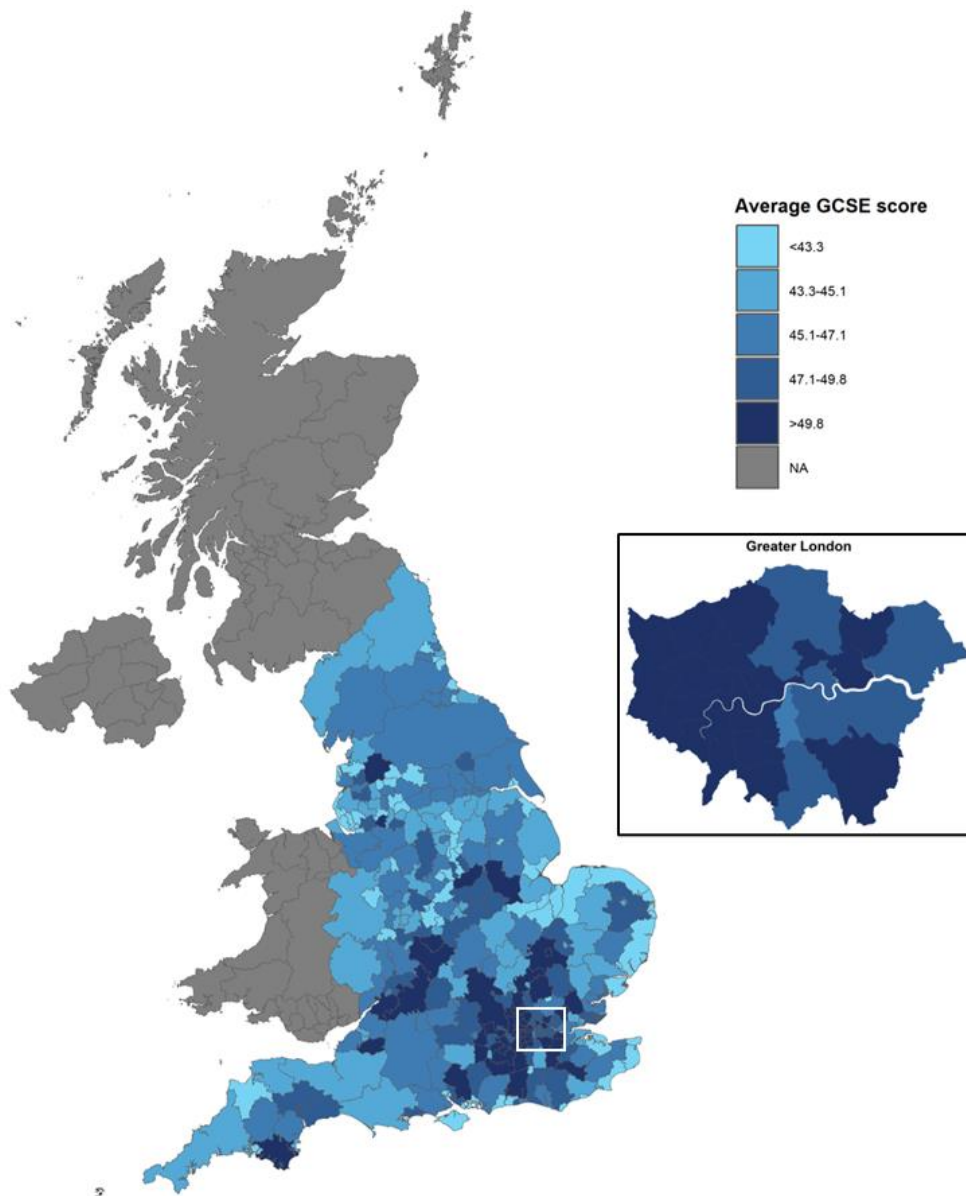 Average GCSE score
<43.3
43.3-45.1
45.1-47.1
47.1-49.8
>49.8
NA
Greater London